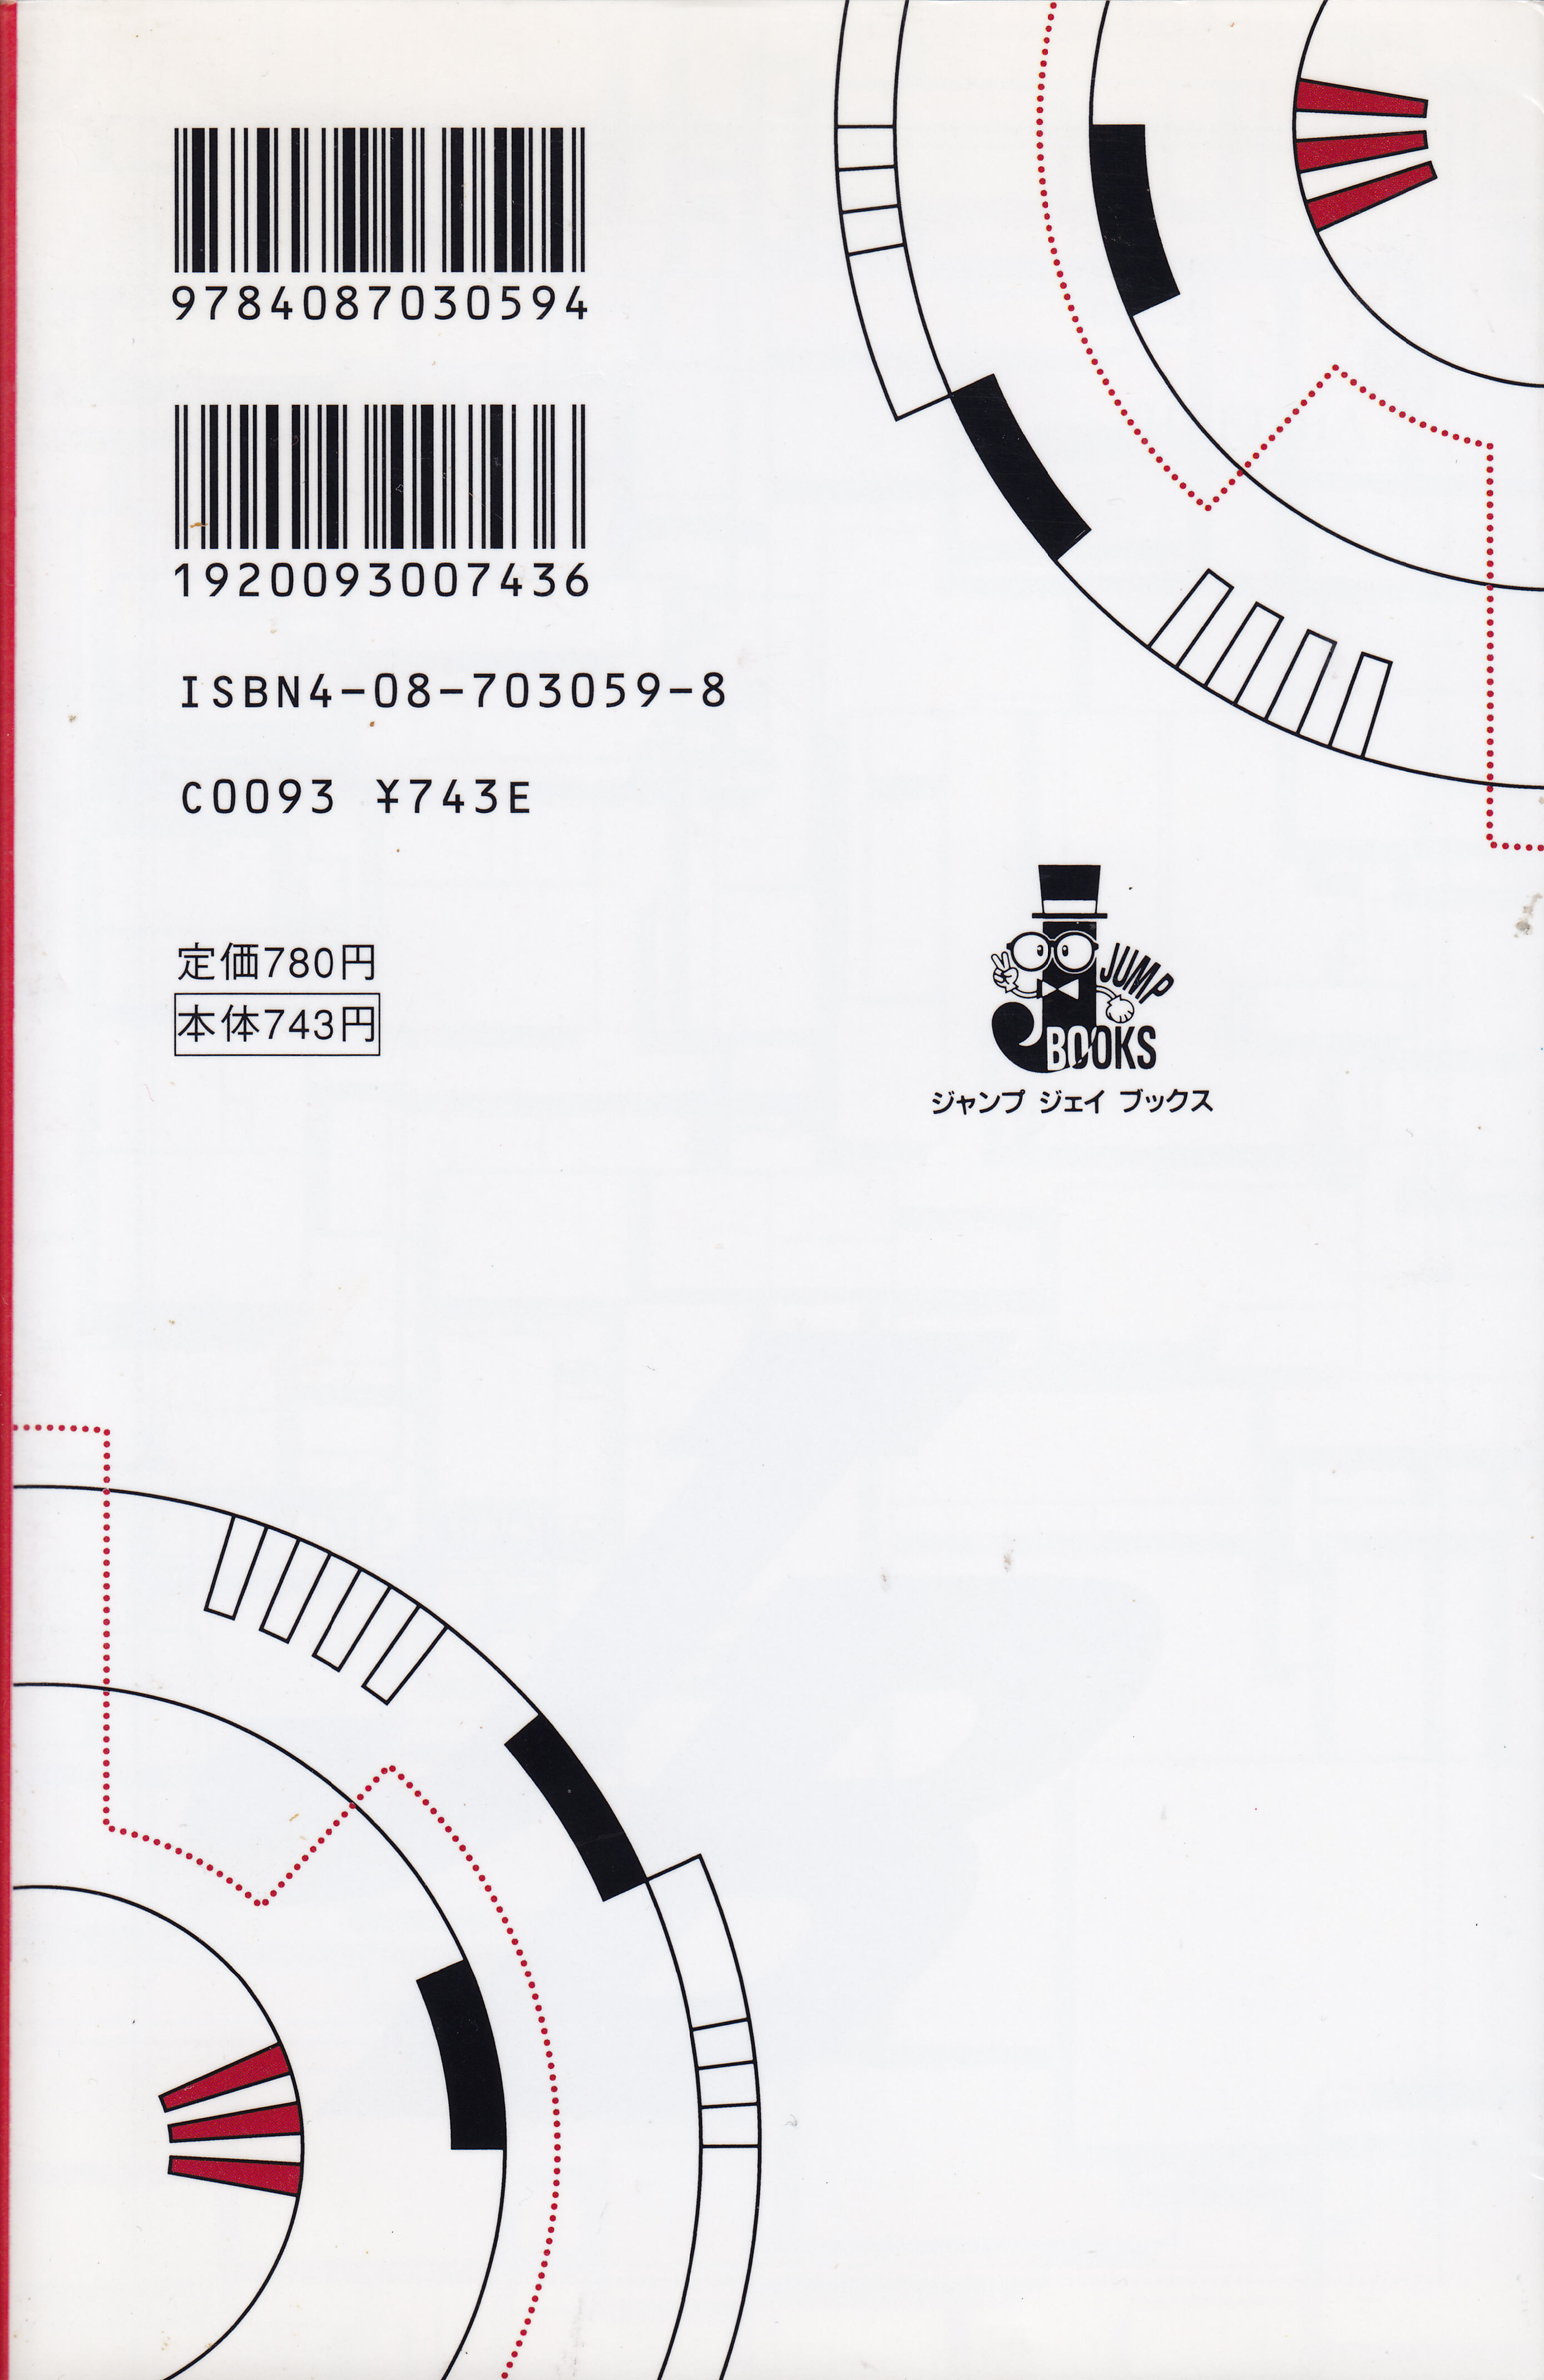 9784087030594
1920093007436
ISBN4-08-703059-8
C0093 ¥743E
定価780円
本体743円
JUMP
J
BOOKS
ジャンプ ジェイ ブックス